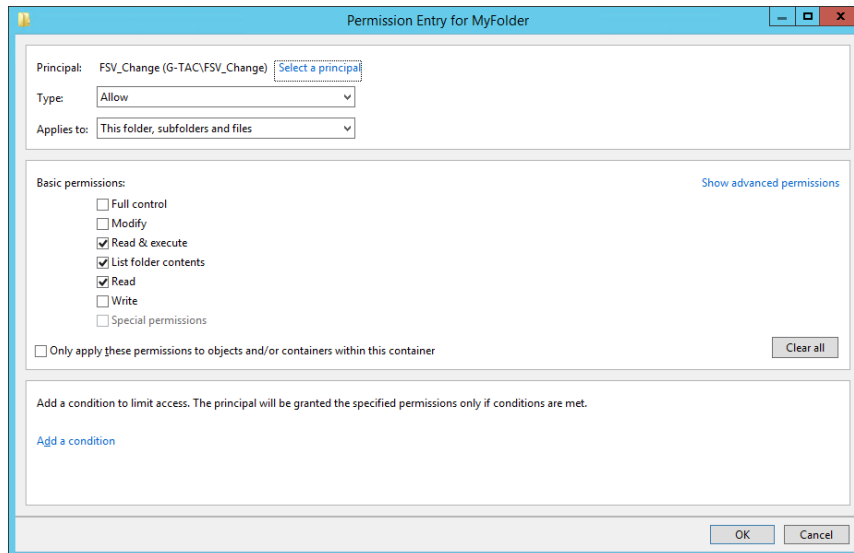 Permission Entry for MyFolder
Principal: FSV_Change (G-TAC\FSV_Change) Select a principal
Type: Allow
Applies to: This folder, subfolders and files
Basic permissions: Show advanced permissions
Full control
Modify
Read & execute
List folder contents
Read
Write
Special permissions
Only apply these permissions to objects and/or containers within this container Clear all
Add a condition to limit access. The principal will be granted the specified permissions only if conditions are met.
Add a condition
OK Cancel